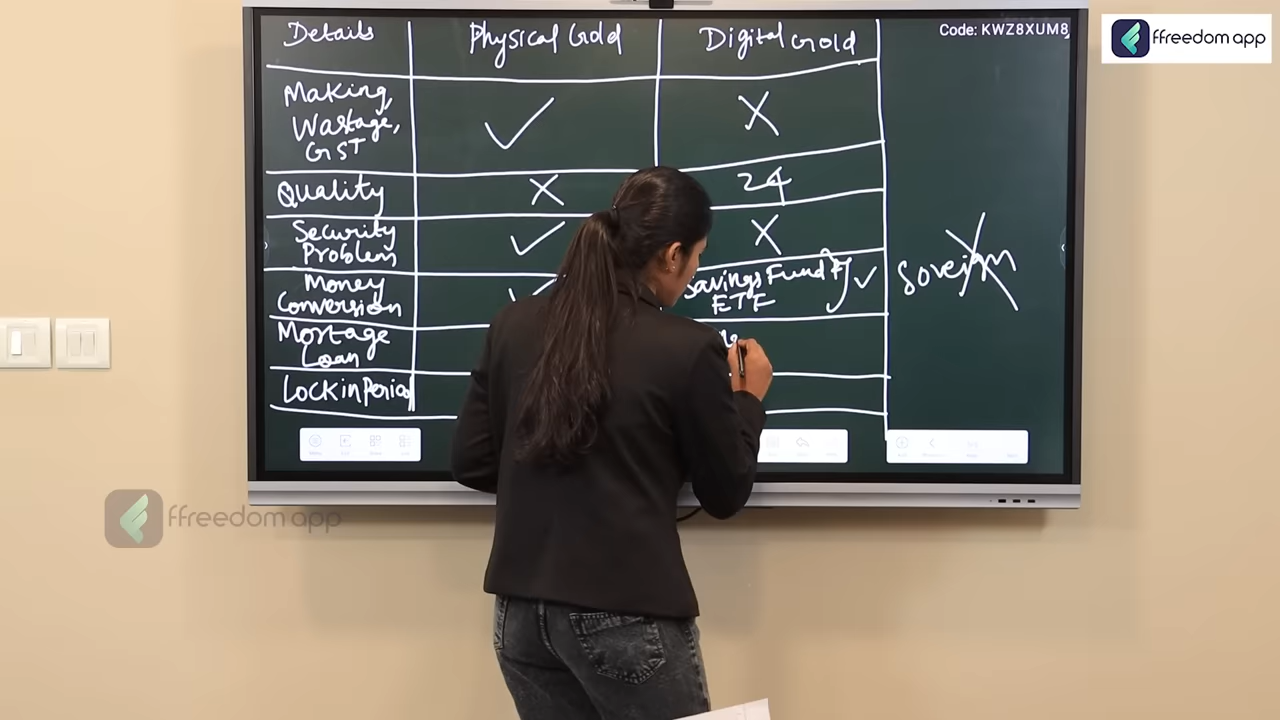 Details Physical Gold Digital Gold
Code: KWZ8XUM8
ffreedom app
Making,
Wastage,
GST
Quality 24
Security
Problem
Money Savings Fund
Conversion ETF
Mortage
Loan
Lock in Period
ffreedom app